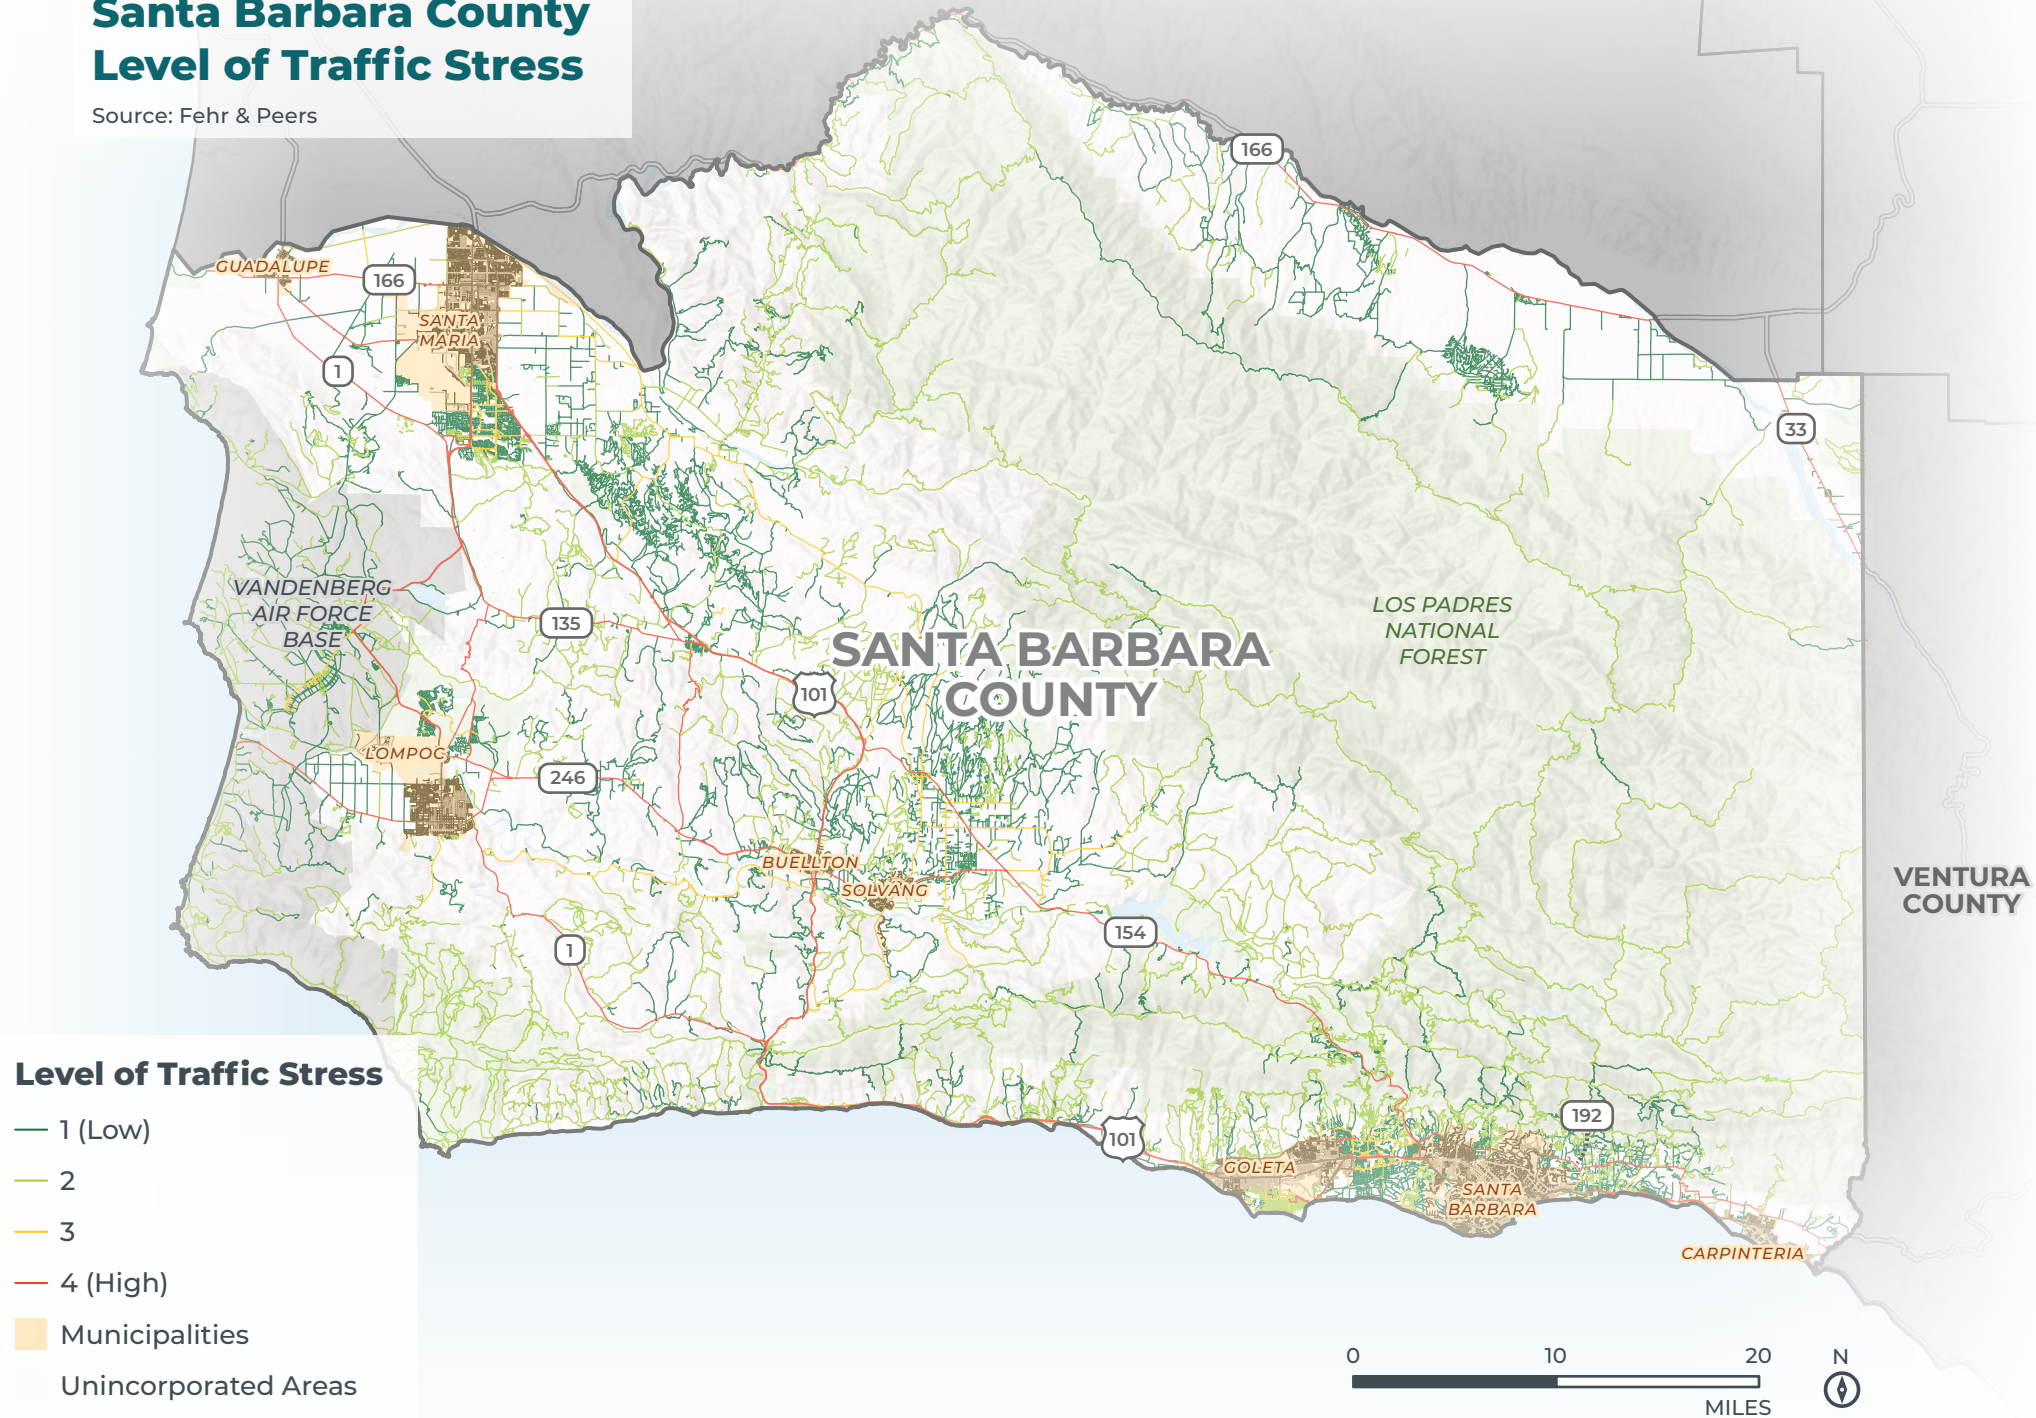 Santa Barbara County
Level of Traffic Stress
Source: Fehr & Peers
166
GUADALUPE
166
SANTA
MARIA
1
33
VANDENBERG
AIR FORCE
BASE
135
LOS PADRES
NATIONAL
FOREST
SANTA BARBARA
COUNTY
101
LOMPOC
246
BUELLTON
SOLVANG
VENTURA
COUNTY
154
1
192
101
GOLETA
SANTA
BARBARA
CARPINTERIA
Level of Traffic Stress
1 (Low)
2
3
4 (High)
Municipalities
Unincorporated Areas
0 10 20
MILES
N